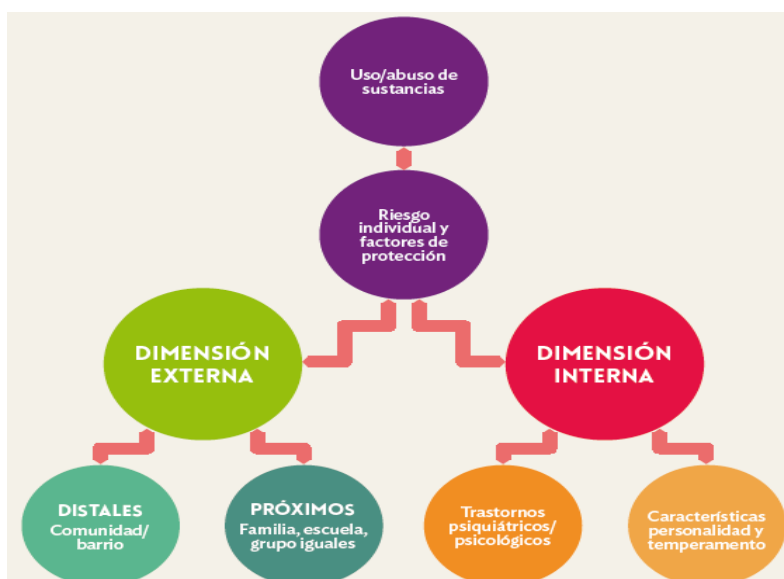 Uso/abuso de
sustancias
Riesgo
individual y
factores de
protección
DIMENSIÓN
EXTERNA
DIMENSIÓN
INTERNA
DISTALES
Comunidad/
barrio
PRÓXIMOS
Familia, escuela,
grupo iguales
Trastornos
psiquiátricos/
psicológicos
Características
personalidad y
temperamento